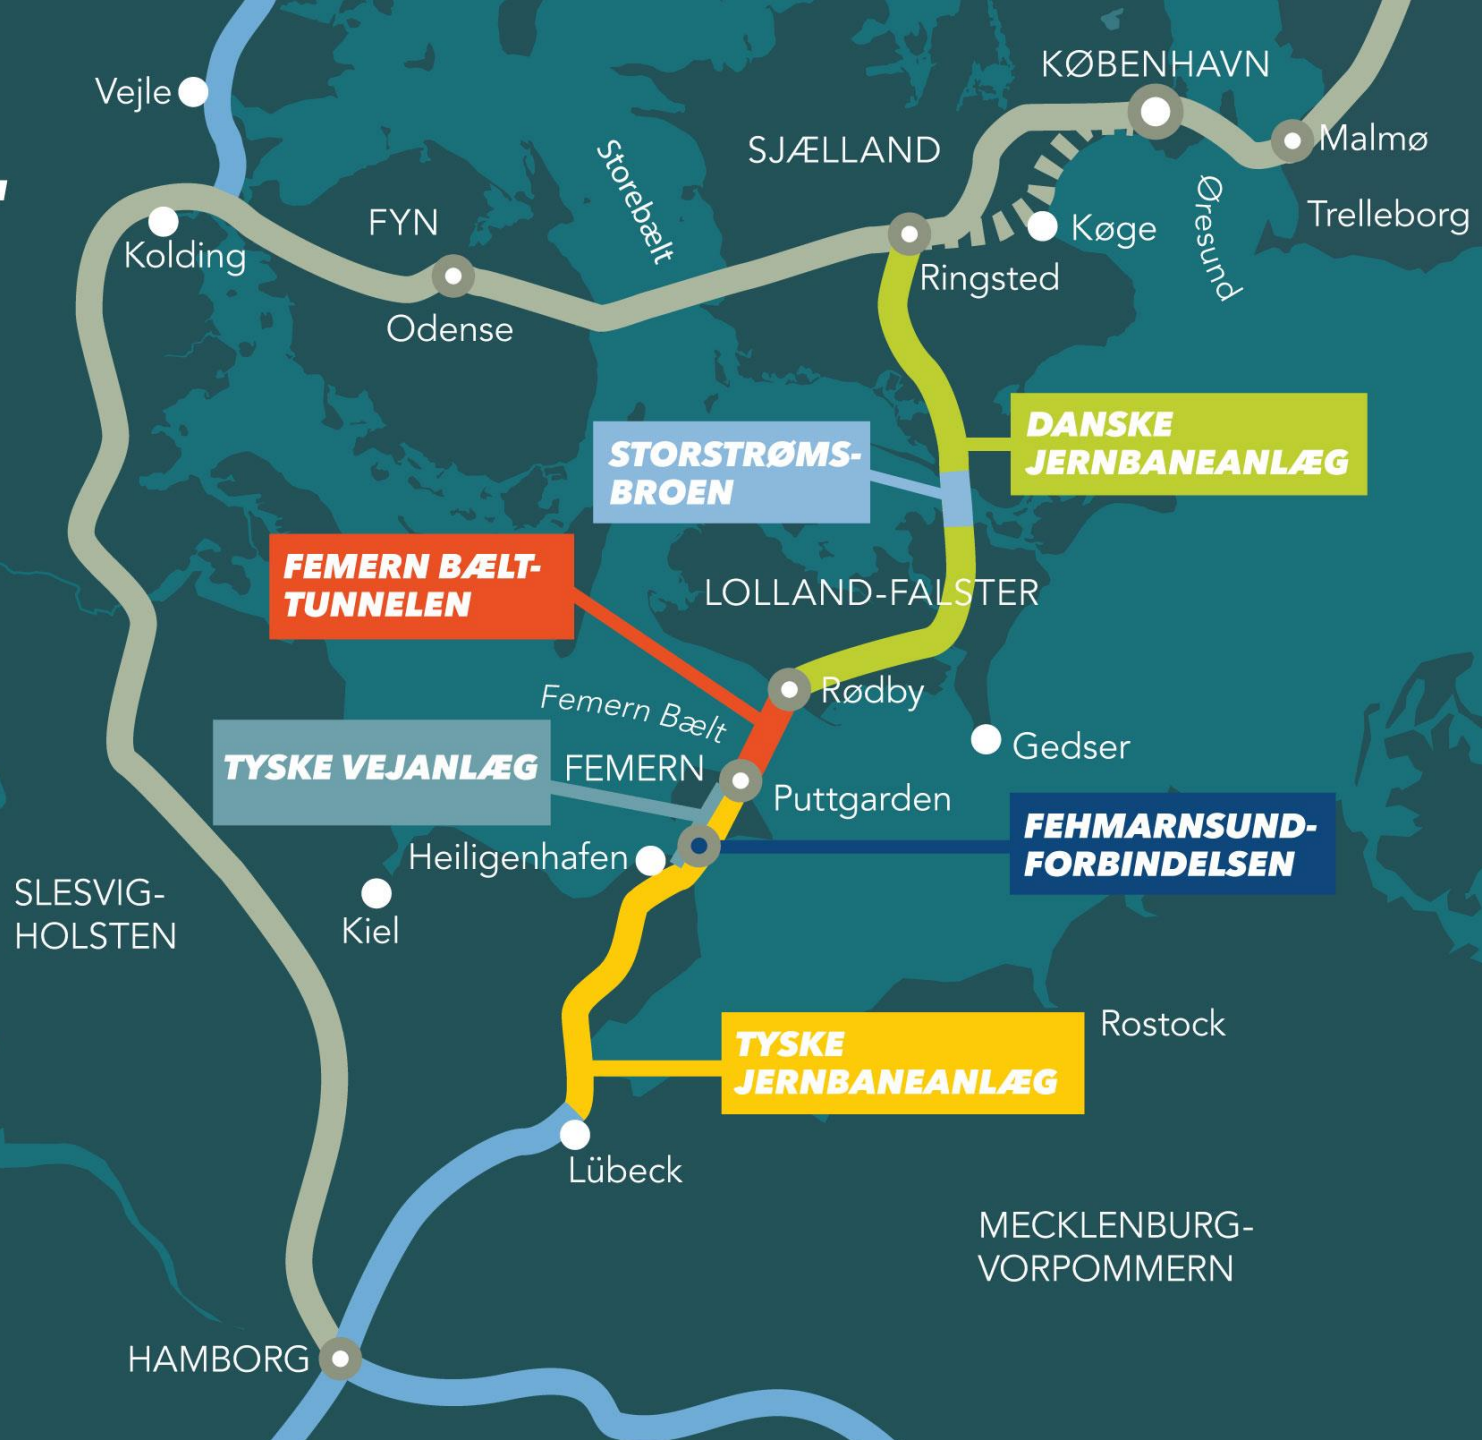 KØBENHAVN
Vejle
Malmø
SJÆLLAND
Storebælt
Øresund
Trelleborg
FYN
Køge
Kolding
Ringsted
Odense
DANSKE
JERNBANEANLÆG
STORSTRØMS-
BROEN
FEMERN BÆLT-
TUNNELEN
LOLLAND-FALSTER
Rødby
Femern Bælt
Gedser
TYSKE VEJANLÆG
FEMERN
Puttgarden
FEHMARNSUND-
FORBINDELSEN
Heiligenhafen
SLESVIG-
HOLSTEN
Kiel
Rostock
TYSKE
JERNBANEANLÆG
Lübeck
MECKLENBURG-
VORPOMMERN
HAMBORG